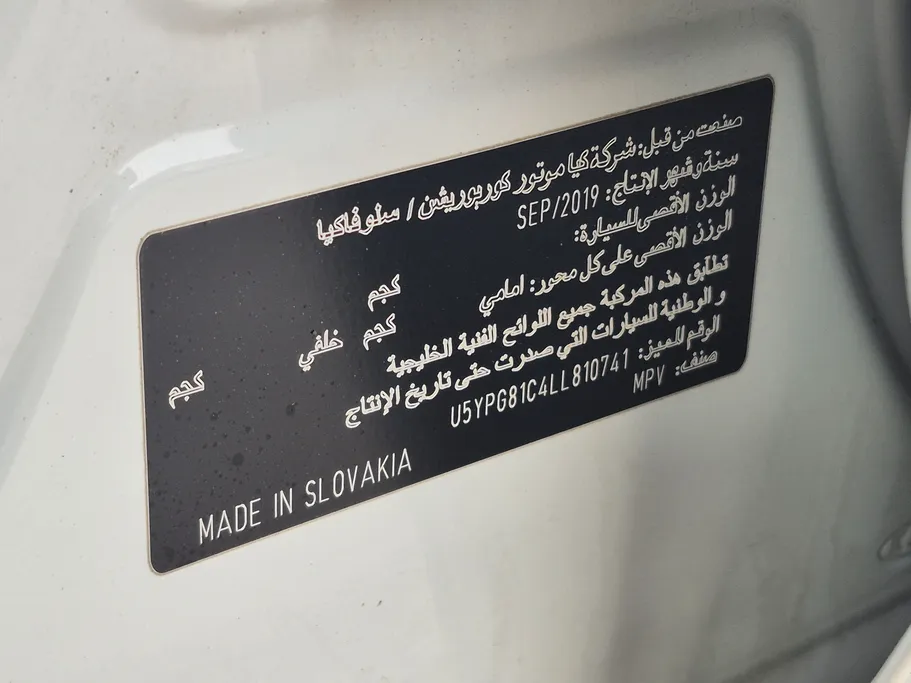 صنعت من قبل: شركة كيا موتور كوربوريشن / سلوفاكيا
سنة وشهر الإنتاج: SEP/2019
الوزن الأقصى للسيارة: كجم
الوزن الأقصى على كل محور: امامي كجم خلفي كجم
تطابق هذه المركبة جميع اللوائح الفنية الخليجية
و الوطنية للسيارات التي صدرت حتى تاريخ الإنتاج
الوقم المميز: U5YPG81C4LL810741
صنف: MPV
MADE IN SLOVAKIA